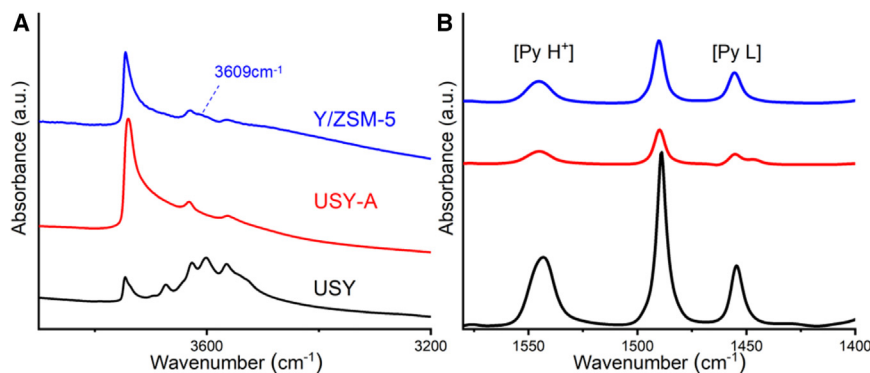 A
3609cm⁻¹
Y/ZSM-5
USY-A
USY
Absorbance (a.u.)
3600
3200
Wavenumber (cm⁻¹)
B
[Py H⁺]
[Py L]
Absorbance (a.u.)
1550
1500
1450
1400
Wavenumber (cm⁻¹)